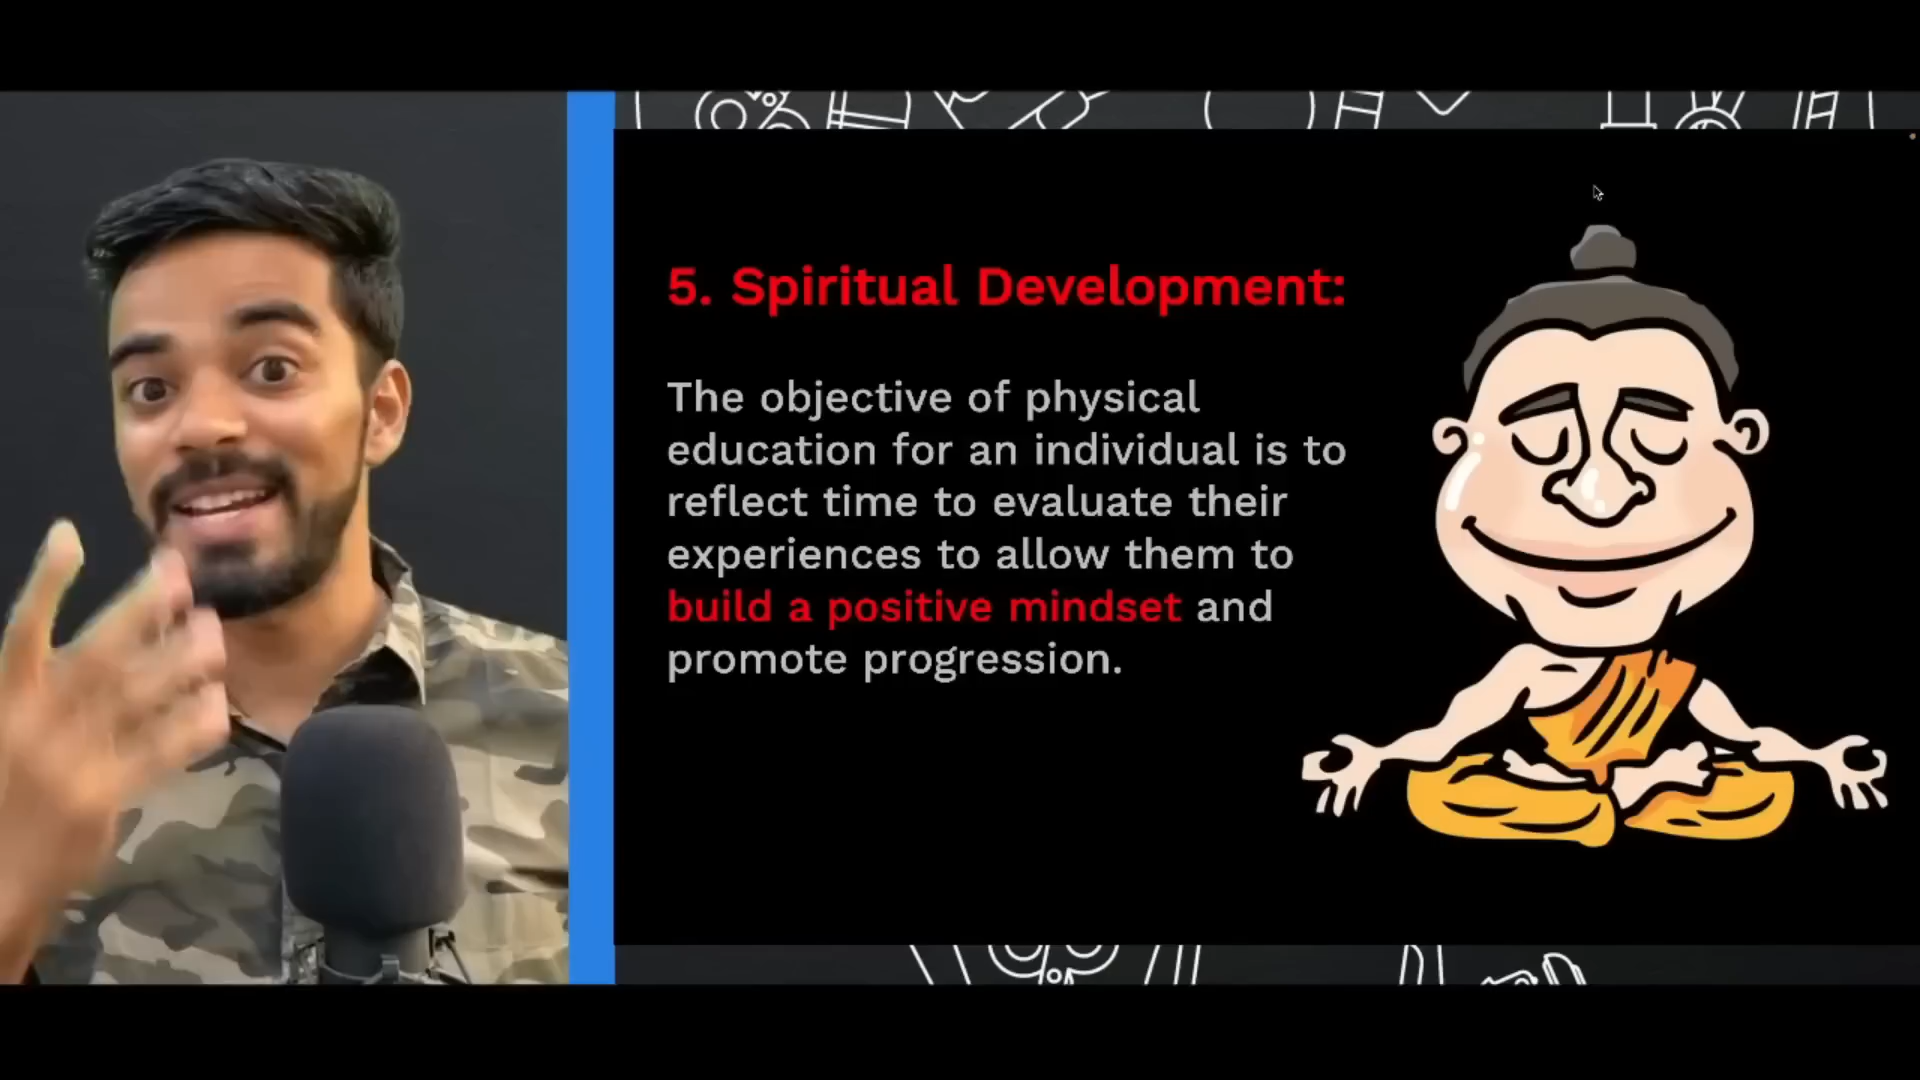 5. Spiritual Development:
The objective of physical
education for an individual is to
reflect time to evaluate their
experiences to allow them to
build a positive mindset and
promote progression.